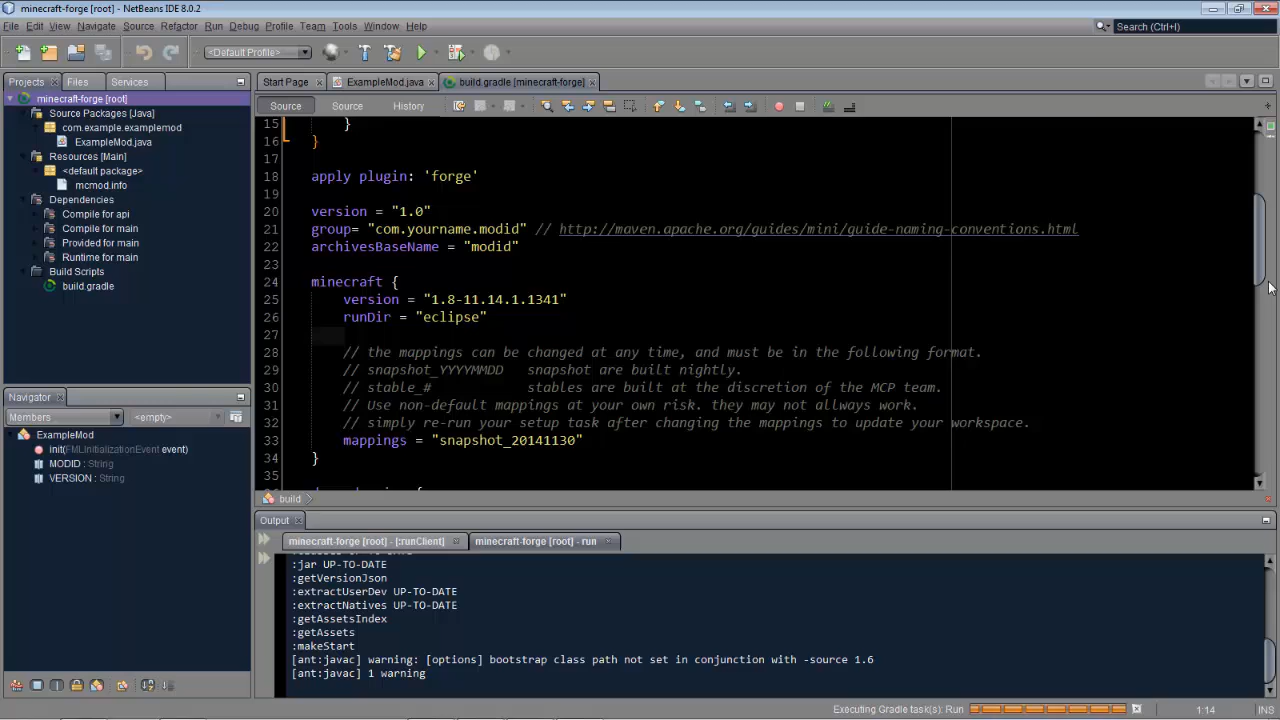 minecraft-forge [root] - NetBeans IDE 8.0.2
File Edit View Navigate Source Refactor Run Debug Profile Team Tools Window Help
Search (Ctrl+I)
<Default Profile>
Projects Files Services
Start Page ExampleMod.java build.gradle [minecraft-forge]
Source Source History
minecraft-forge [root]
Source Packages [Java]
com.example.examplemod
ExampleMod.java
Resources [Main]
<default package>
mcmod.info
Dependencies
Compile for api
Compile for main
Provided for main
Runtime for main
Build Scripts
build.gradle
15 }
16 }
17
18 apply plugin: 'forge'
19
20 version = "1.0"
21 group= "com.yourname.modid" // http://maven.apache.org/guides/mini/guide-naming-conventions.html
22 archivesBaseName = "modid"
23
24 minecraft {
25 version = "1.8-11.14.1.1341"
26 runDir = "eclipse"
27
28 // the mappings can be changed at any time, and must be in the following format.
29 // snapshot_YYYYMMDD snapshot are built nightly.
30 // stable_# stables are built at the discretion of the MCP team.
31 // Use non-default mappings at your own risk. they may not allways work.
32 // simply re-run your setup task after changing the mappings to update your workspace.
33 mappings = "snapshot_20141130"
34 }
35
build
Navigator
Members <empty>
ExampleMod
init(FMLInitializationEvent event)
MODID : String
VERSION : String
Output
minecraft-forge [root] - [:runClient] minecraft-forge [root] - run
:jar UP-TO-DATE
:getVersionJson
:extractUserDev UP-TO-DATE
:extractNatives UP-TO-DATE
:getAssetsIndex
:getAssets
:makeStart
[ant:javac] warning: [options] bootstrap class path not set in conjunction with -source 1.6
[ant:javac] 1 warning
Executing Gradle task(s): Run
1:14 INS